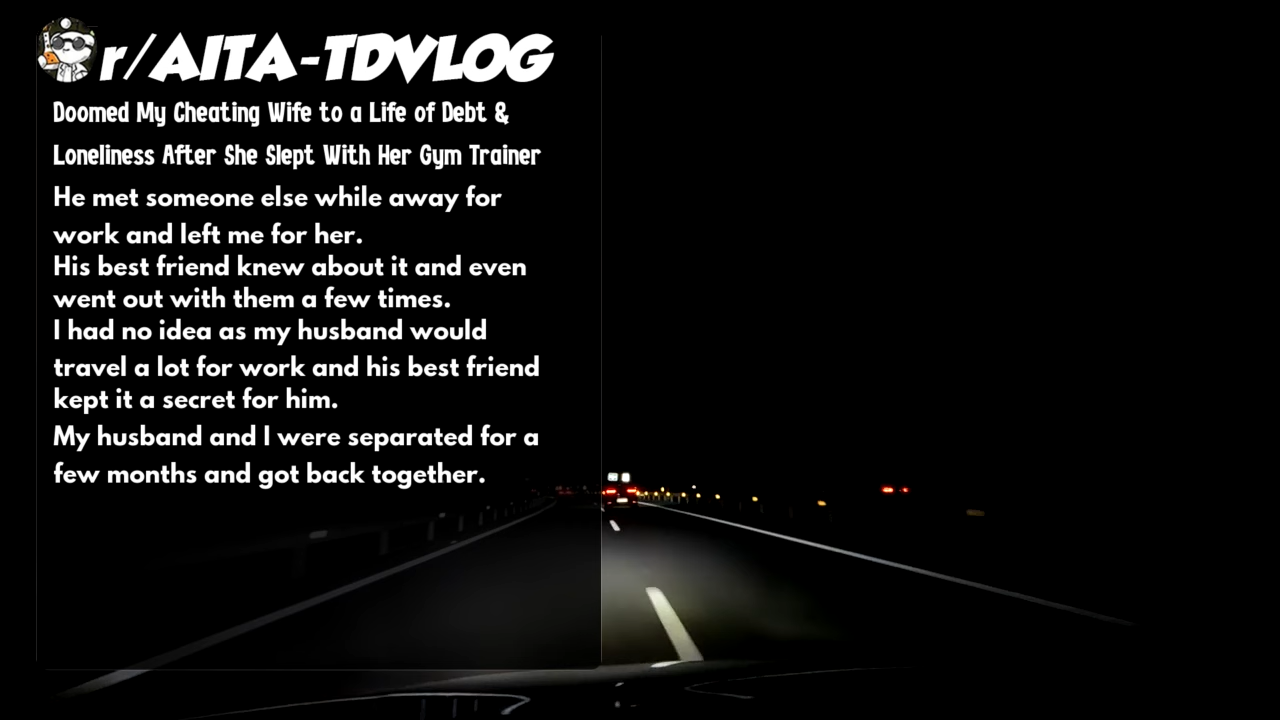 r/AITA-TDVLOG
Doomed My Cheating Wife to a Life of Debt &
Loneliness After She Slept With Her Gym Trainer
He met someone else while away for
work and left me for her.
His best friend knew about it and even
went out with them a few times.
I had no idea as my husband would
travel a lot for work and his best friend
kept it a secret for him.
My husband and I were separated for a
few months and got back together.